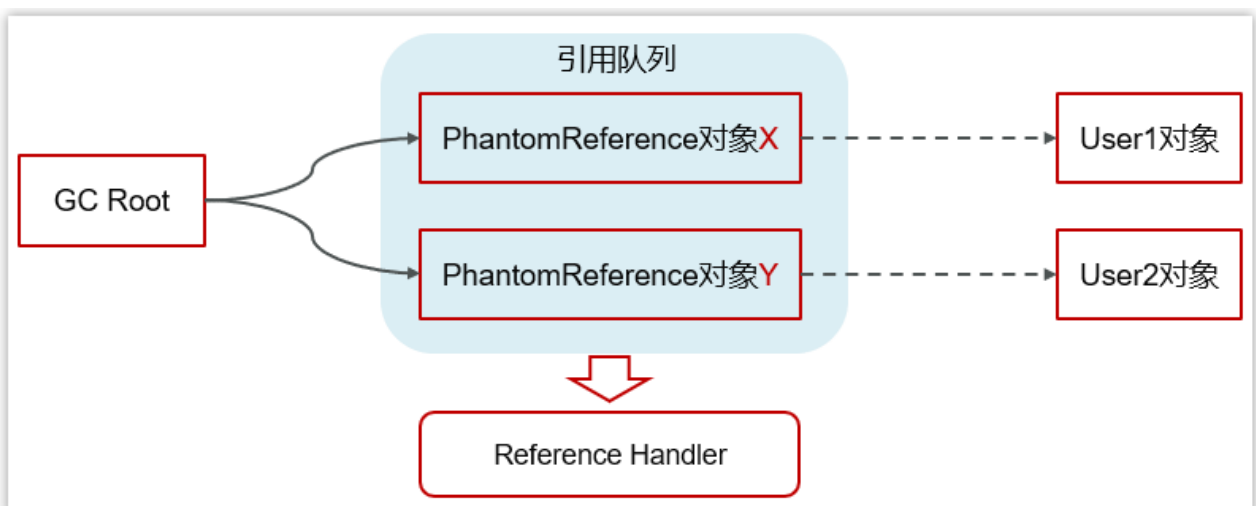 引用队列
PhantomReference对象X
User1对象
GC Root
PhantomReference对象Y
User2对象
Reference Handler